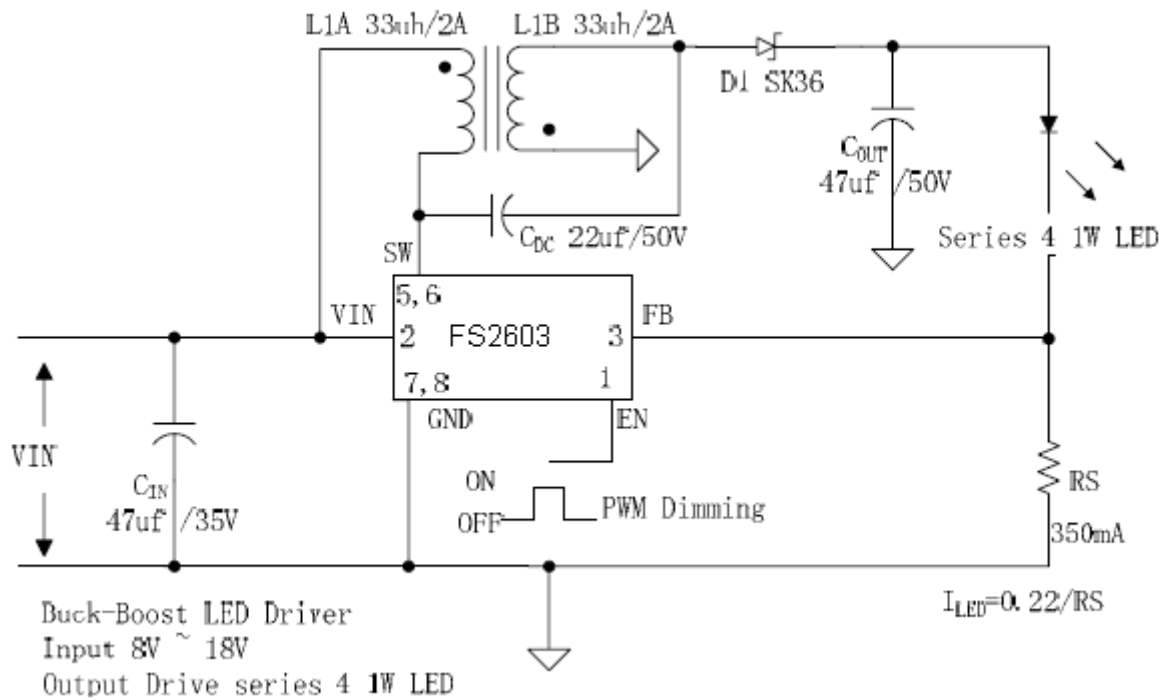 L1A 33uh/2A
L1B 33uh/2A
D1 SK36
COUT
47uf /50V
CDC 22uf/50V
Series 4 1W LED
SW
5,6
VIN
2
FS2603
3
FB
7,8
1
GND
EN
VIN
CIN
47uf /35V
ON
OFF
PWM Dimming
RS
350mA
ILED=0.22/RS
Buck-Boost LED Driver
Input 8V ~ 18V
Output Drive series 4 1W LED